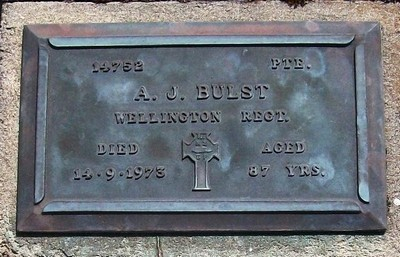 14752 PTE.
A. J. BULST
WELLINGTON REGT.
DIED AGED
14·9·1973 87 YRS.